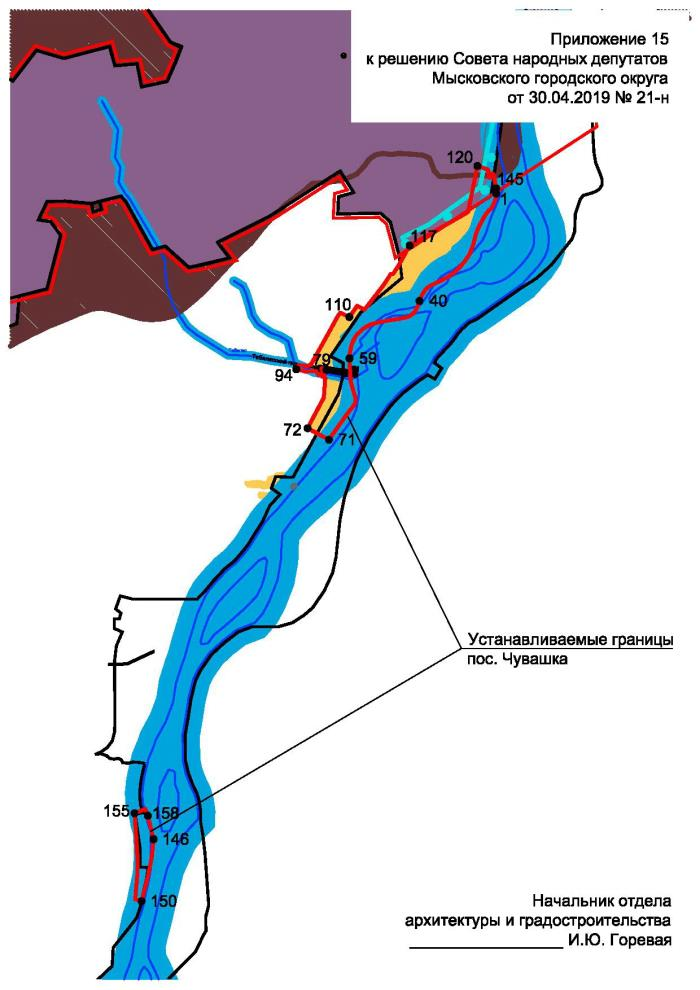 Приложение 15
к решению Совета народных депутатов
Мысковского городского округа
от 30.04.2019 № 21-н
120
145
1
117
40
110
59
79
94
72
71
Устанавливаемые границы
пос. Чувашка
155
158
146
150
Начальник отдела
архитектуры и градостроительства
И.Ю. Горевая